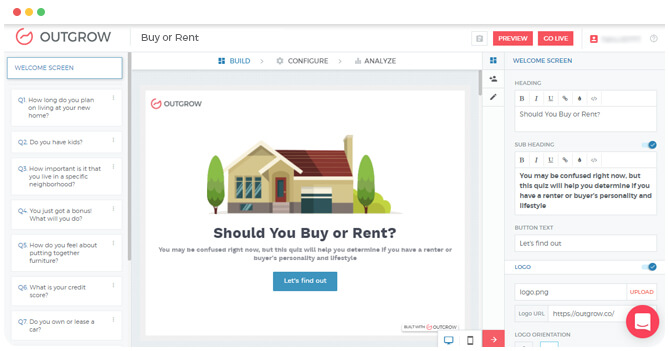 OUTGROW
Buy or Rent
PREVIEW
GO LIVE
WELCOME SCREEN
BUILD
CONFIGURE
ANALYZE
WELCOME SCREEN
Q1. How long do you plan
on living at your new
home?
Q2. Do you have kids?
Q3. How important is it that
you live in a specific
neighborhood?
Q4. You just got a bonus!
What will you do?
Q5. How do you feel about
putting together
furniture?
Q6. What is your credit
score?
Q7. Do you own or lease a
car?
OUTGROW
Should You Buy or Rent?
You may be confused right now, but this quiz will help you determine if you have a renter or
buyer's personality and lifestyle
Let's find out
BUILT WITH OUTGROW
HEADING
B I U
Should You Buy or Rent?
SUB HEADING
B I U
You may be confused right now, but
this quiz will help you determine if you
have a renter or buyer's personality and
lifestyle
BUTTON TEXT
Let's find out
LOGO
logo.png
UPLOAD
Logo URL
https://outgrow.co/
LOGO ORIENTATION